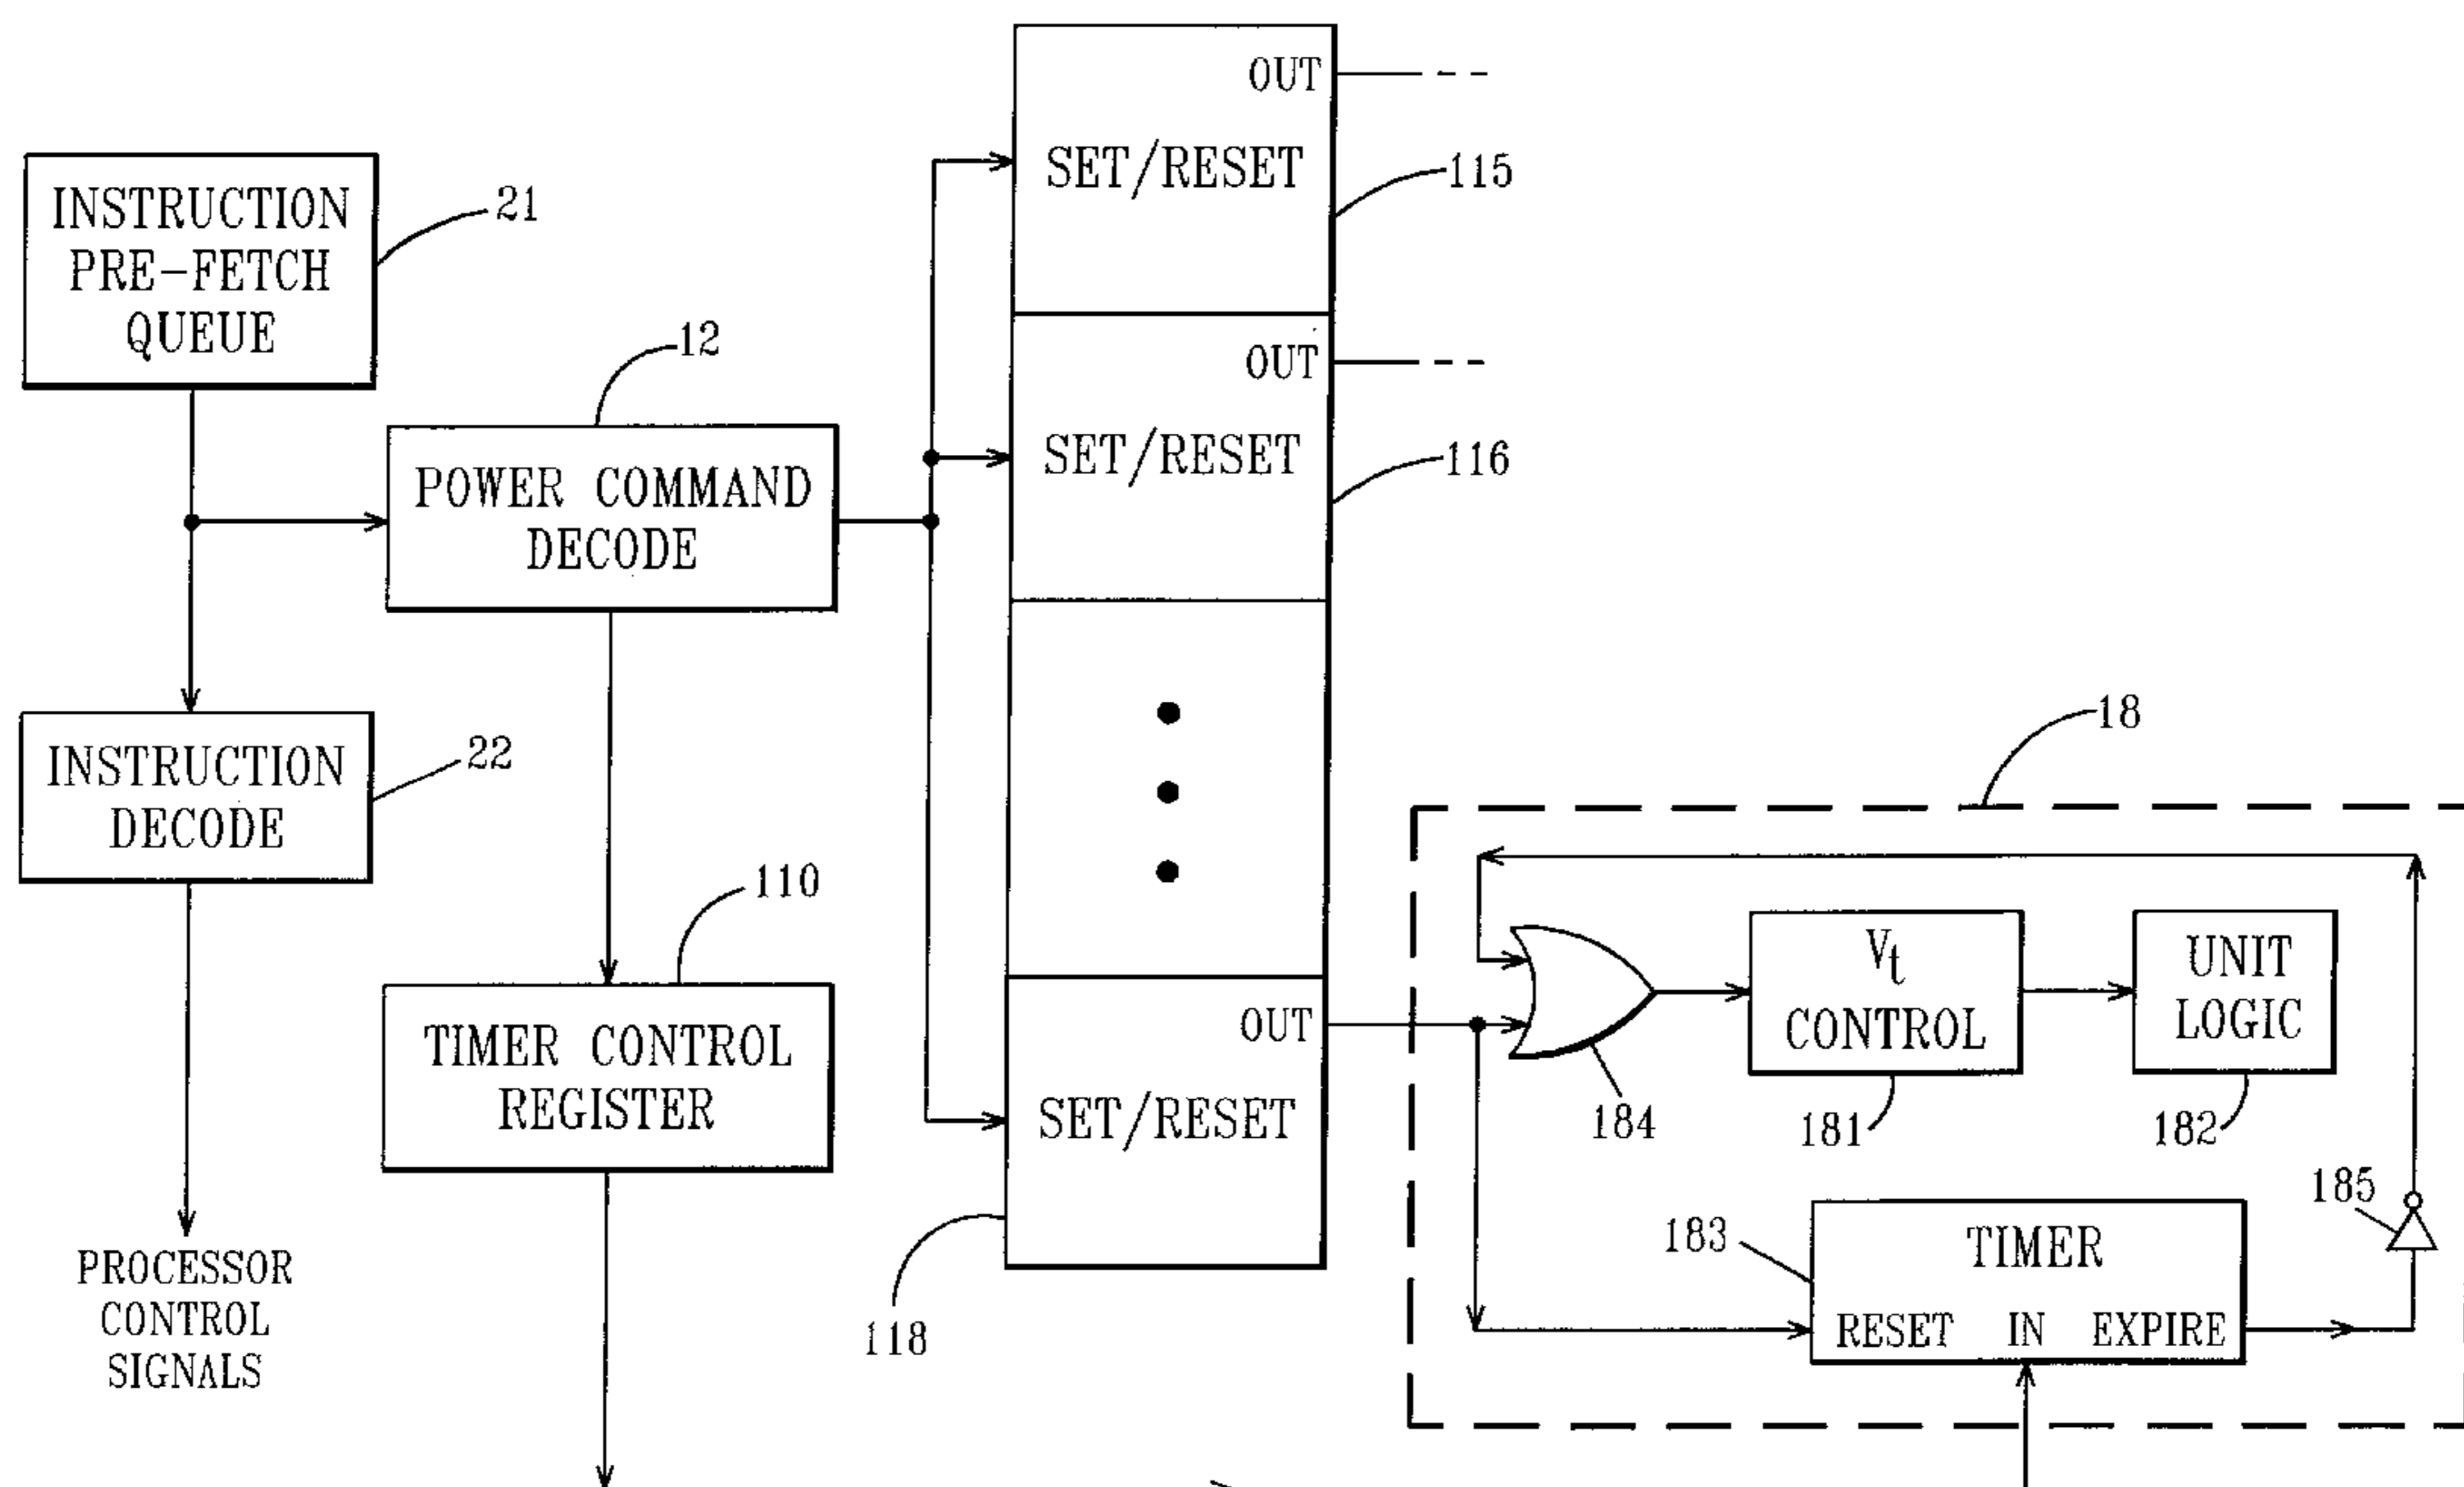 INSTRUCTION
PRE-FETCH
QUEUE
21
12
POWER COMMAND
DECODE
INSTRUCTION
DECODE
22
PROCESSOR
CONTROL
SIGNALS
110
TIMER CONTROL
REGISTER
OUT
SET/RESET
115
OUT
SET/RESET
116
OUT
SET/RESET
118
18
184
Vt
CONTROL
181
UNIT
LOGIC
182
185
183
TIMER
RESET IN EXPIRE